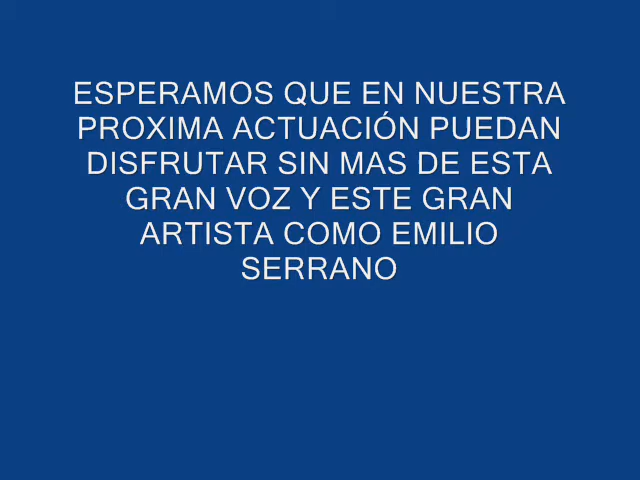 ESPERAMOS QUE EN NUESTRA
PROXIMA ACTUACIÓN PUEDAN
DISFRUTAR SIN MAS DE ESTA
GRAN VOZ Y ESTE GRAN
ARTISTA COMO EMILIO
SERRANO